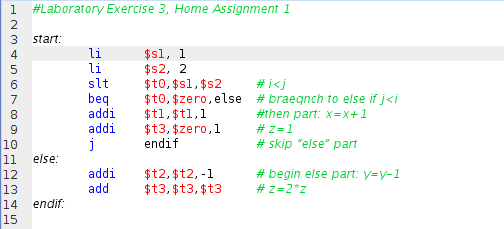 1 #Laboratory Exercise 3, Home Assignment 1
2
3 start:
4 li $s1, 1
5 li $s2, 2
6 slt $t0,$s1,$s2 # i<j
7 beq $t0,$zero,else # braeqnch to else if j<i
8 addi $t1,$t1,1 #then part: x=x+1
9 addi $t3,$zero,1 # z=1
10 j endif # skip “else” part
11 else:
12 addi $t2,$t2,-1 # begin else part: y=y–1
13 add $t3,$t3,$t3 # z=2*z
14 endif:
15